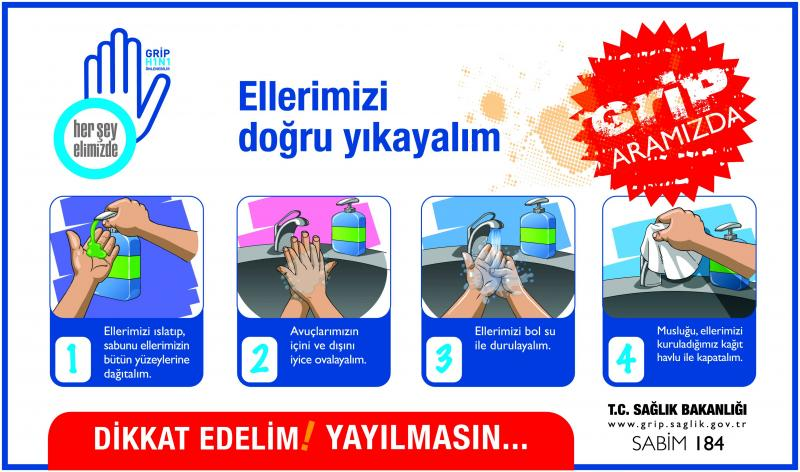 GRİP
H1N1
ÖNLENEBİLİR
her şey
elimizde
Ellerimizi
doğru yıkayalım
GRİP
ARAMIZDA
1
Ellerimizi ıslatıp,
sabunu ellerimizin
bütün yüzeylerine
dağıtalım.
2
Avuçlarımızın
içini ve dışını
iyice ovalayalım.
3
Ellerimizi bol su
ile durulayalım.
4
Musluğu, ellerimizi
kuruladığımız kağıt
havlu ile kapatalım.
DİKKAT EDELİM! YAYILMASIN...
T.C. SAĞLIK BAKANLIĞI
www.grip.saglik.gov.tr
SABİM 184